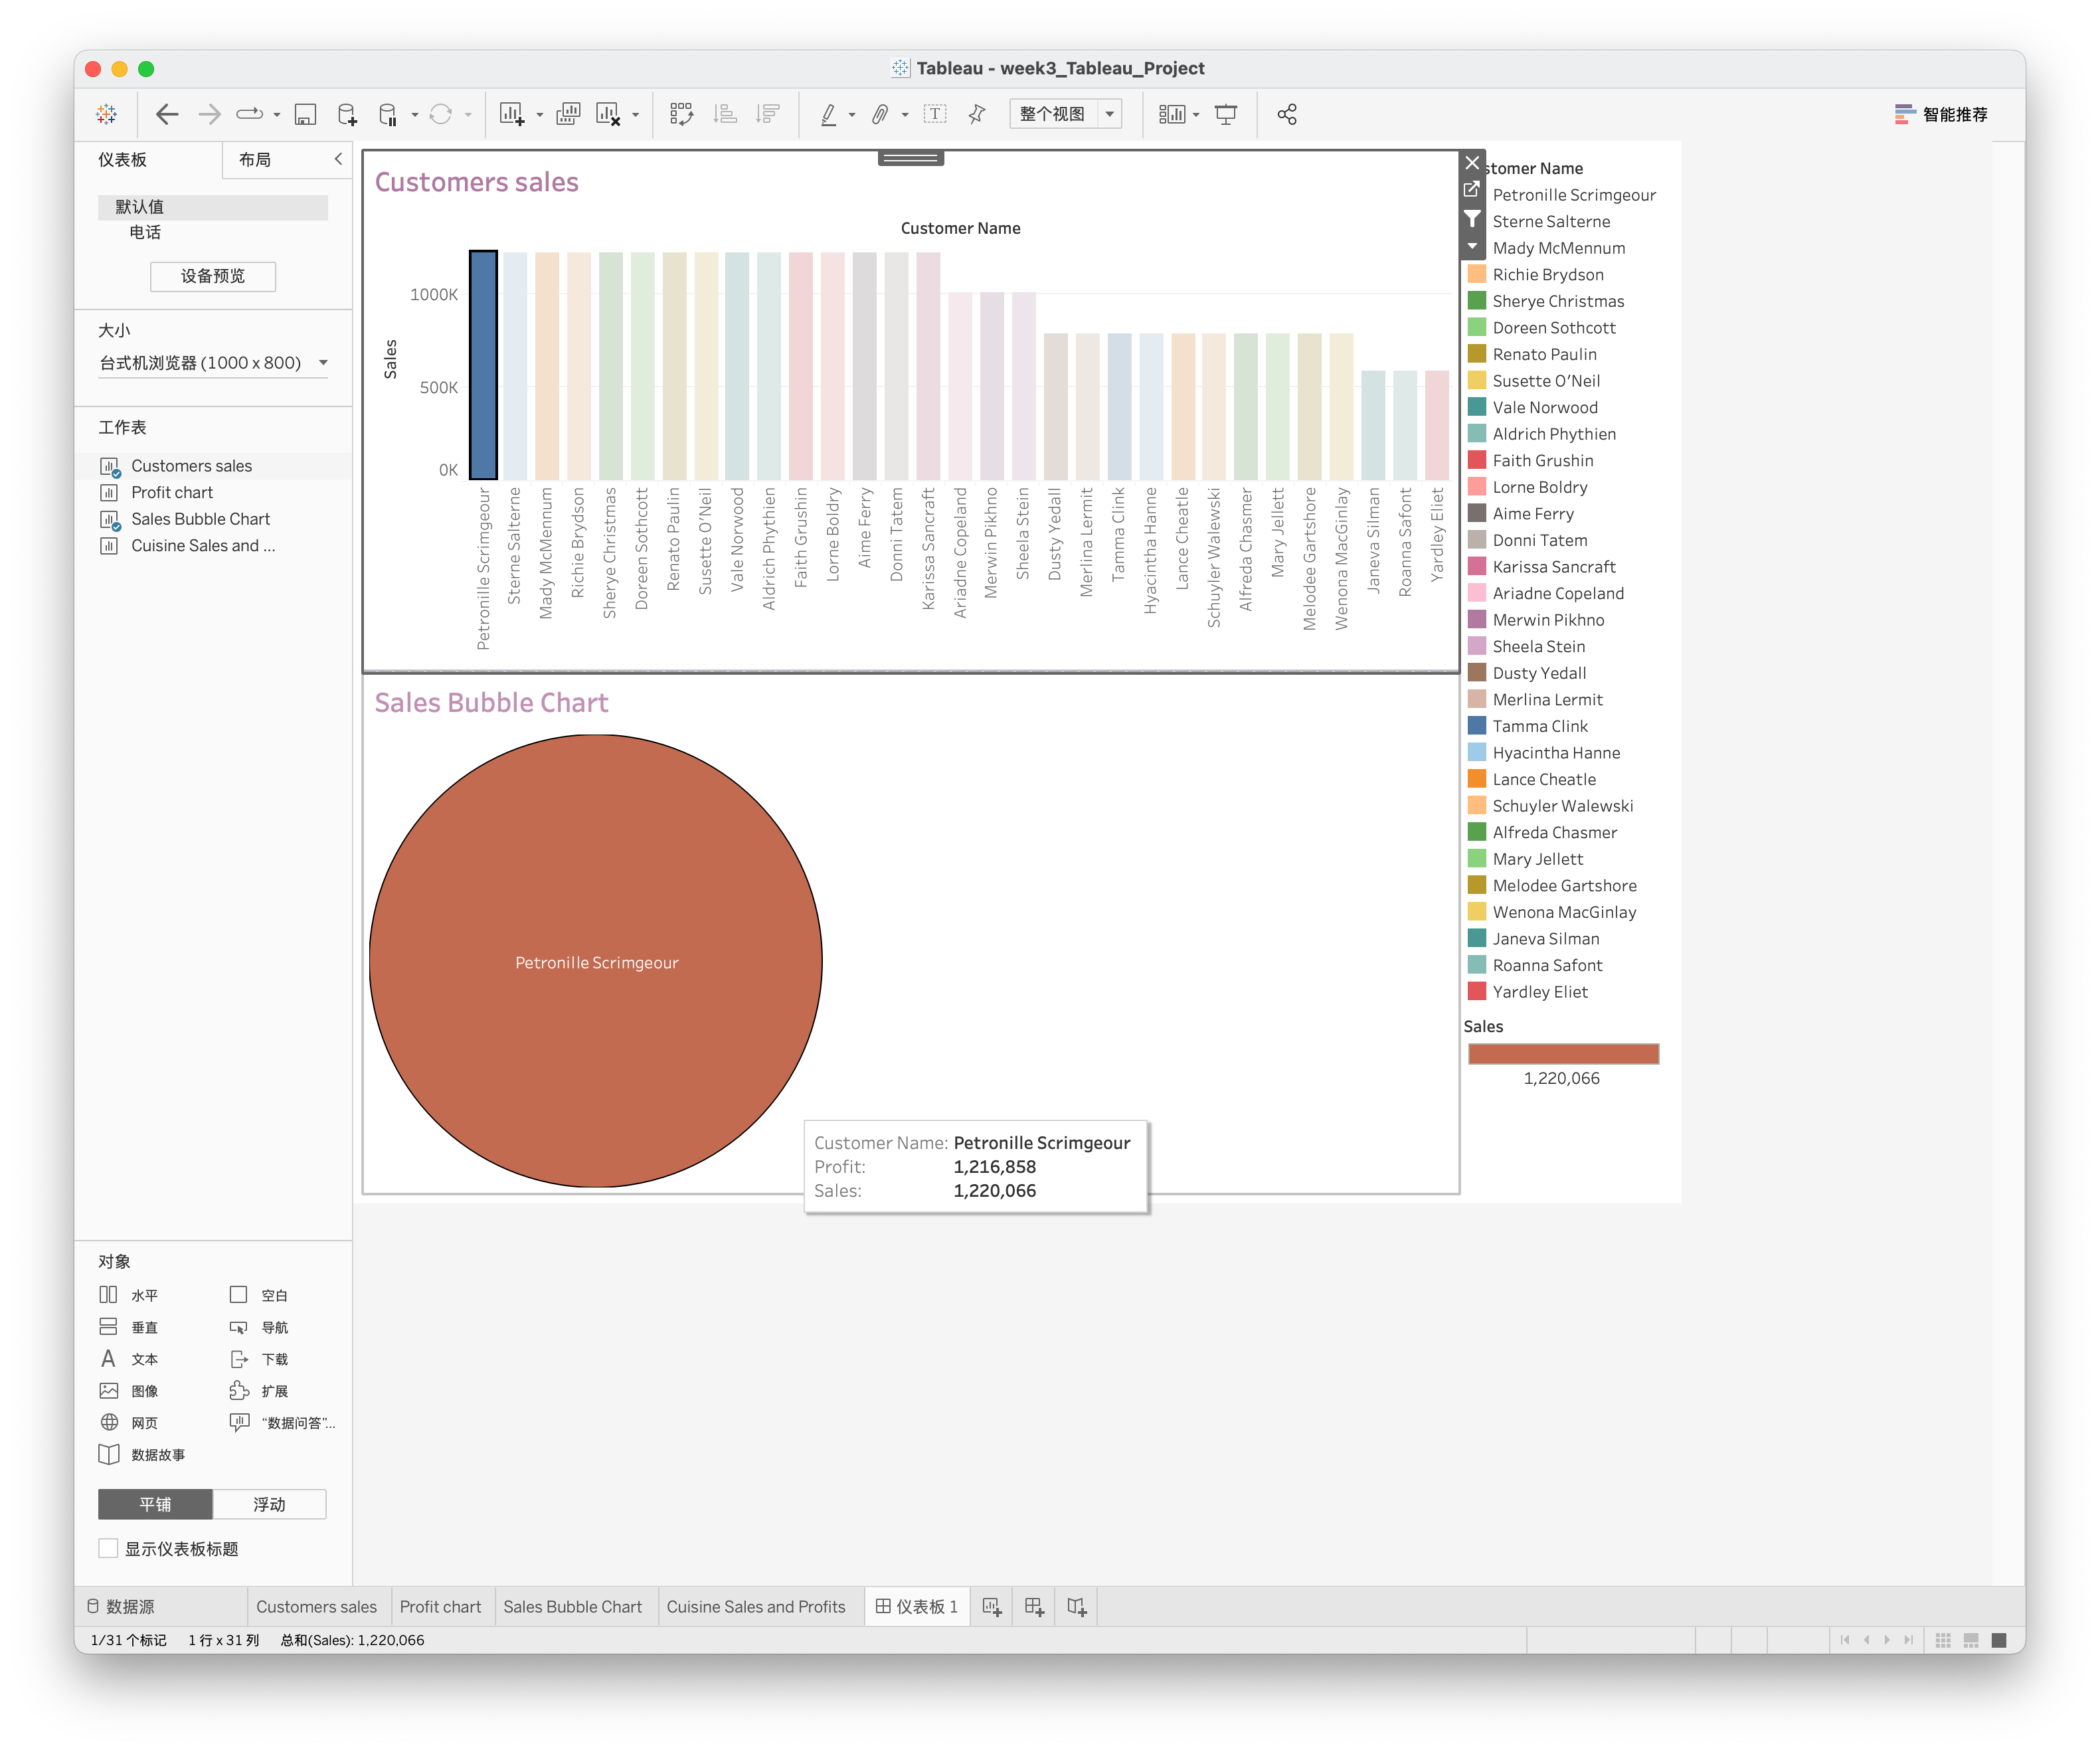 Tableau - week3_Tableau_Project
整个视图
智能推荐
仪表板
布局
默认值
电话
设备预览
大小
台式机浏览器 (1000 x 800)
工作表
Customers sales
Profit chart
Sales Bubble Chart
Cuisine Sales and ...
对象
水平
空白
垂直
导航
文本
下载
图像
扩展
网页
“数据问答”...
数据故事
平铺
浮动
显示仪表板标题
Customers sales
Customer Name
Sales
1000K
500K
0K
Petronille Scrimgeour
Sterne Salterne
Mady McMennum
Richie Brydson
Sherye Christmas
Doreen Sothcott
Renato Paulin
Susette O’Neil
Vale Norwood
Aldrich Phythien
Faith Grushin
Lorne Boldry
Aime Ferry
Donni Tatem
Karissa Sancraft
Ariadne Copeland
Merwin Pikhno
Sheela Stein
Dusty Yedall
Merlina Lermit
Tamma Clink
Hyacintha Hanne
Lance Cheatle
Schuyler Walewski
Alfreda Chasmer
Mary Jellett
Melodee Gartshore
Wenona MacGinlay
Janeva Silman
Roanna Safont
Yardley Eliet
Sales Bubble Chart
Petronille Scrimgeour
Customer Name: Petronille Scrimgeour
Profit: 1,216,858
Sales: 1,220,066
stomer Name
Petronille Scrimgeour
Sterne Salterne
Mady McMennum
Richie Brydson
Sherye Christmas
Doreen Sothcott
Renato Paulin
Susette O’Neil
Vale Norwood
Aldrich Phythien
Faith Grushin
Lorne Boldry
Aime Ferry
Donni Tatem
Karissa Sancraft
Ariadne Copeland
Merwin Pikhno
Sheela Stein
Dusty Yedall
Merlina Lermit
Tamma Clink
Hyacintha Hanne
Lance Cheatle
Schuyler Walewski
Alfreda Chasmer
Mary Jellett
Melodee Gartshore
Wenona MacGinlay
Janeva Silman
Roanna Safont
Yardley Eliet
Sales
1,220,066
数据源
Customers sales
Profit chart
Sales Bubble Chart
Cuisine Sales and Profits
仪表板 1
1/31 个标记 1 行 x 31 列 总和(Sales): 1,220,066